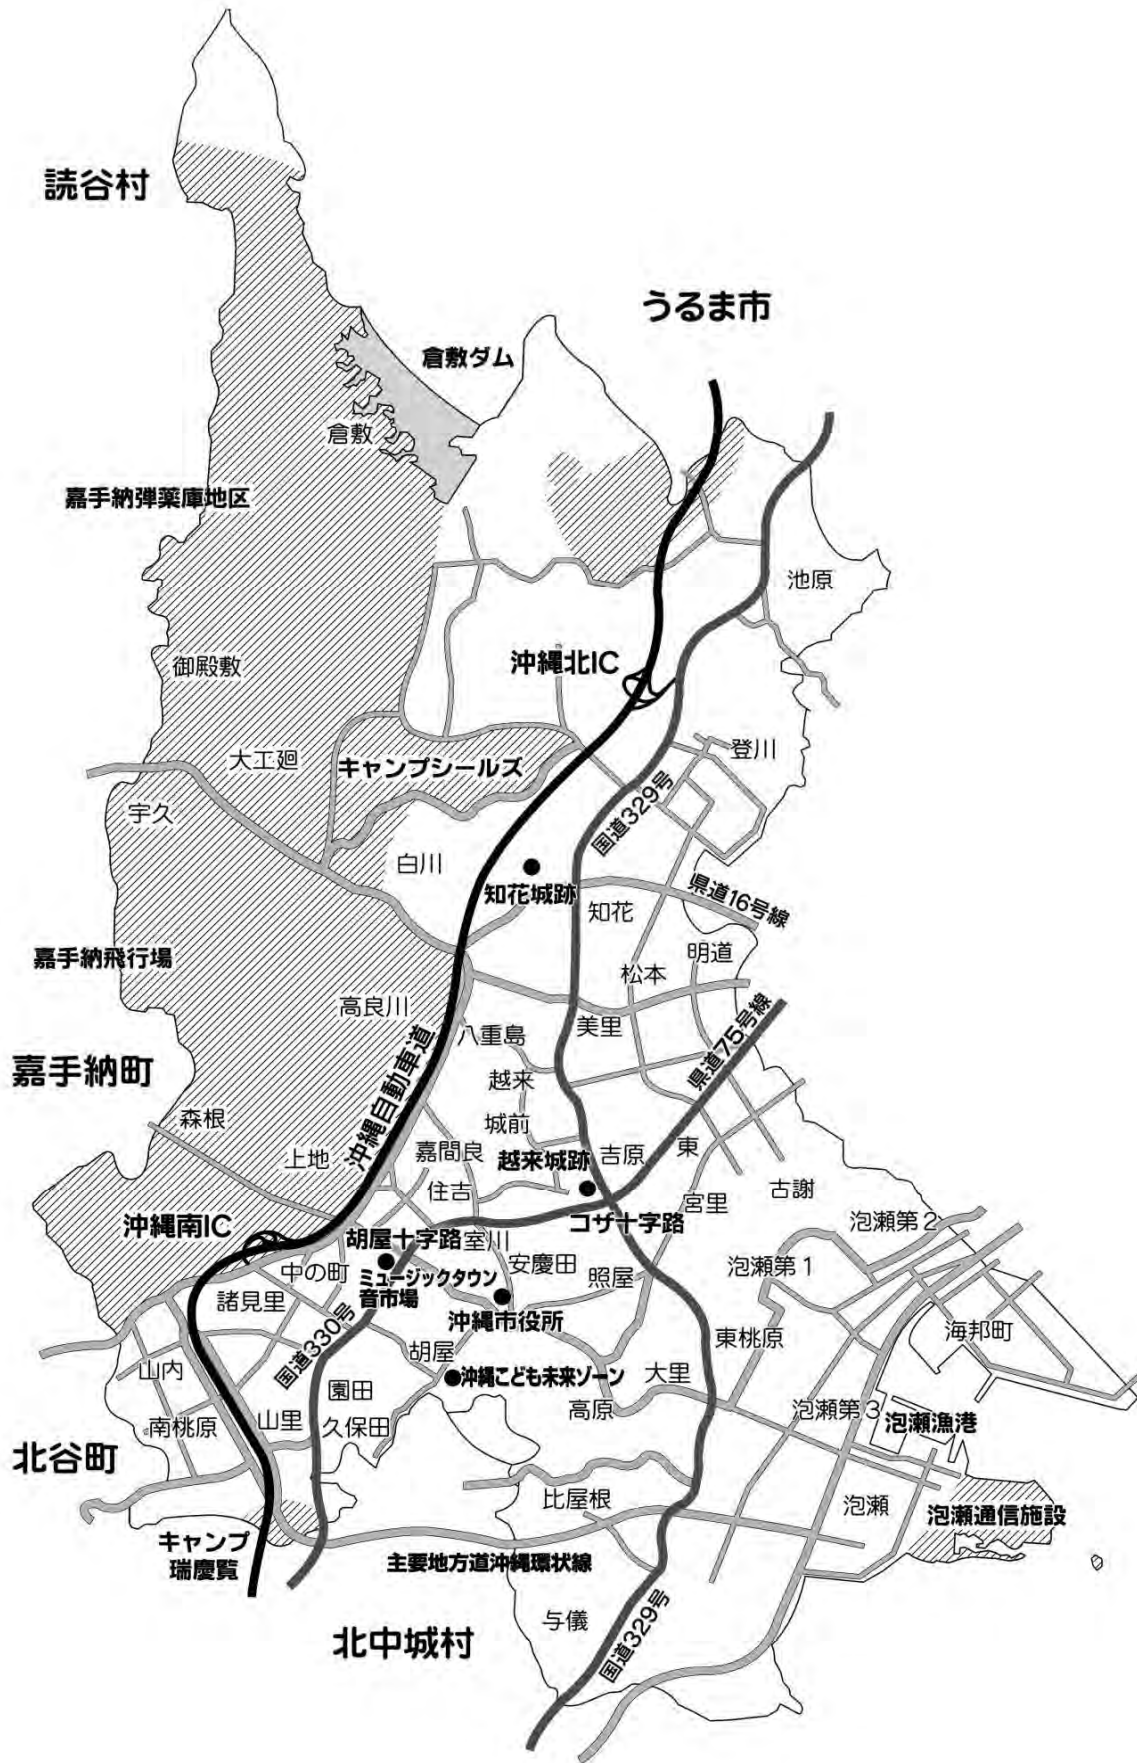 読谷村
うるま市
倉敷ダム
倉敷
嘉手納弾薬庫地区
池原
御殿敷
沖縄北IC
大工廻
キャンプシールズ
登川
宇久
国道329号
白川
知花城跡
県道16号線
知花
嘉手納飛行場
明道
松本
高良川
八重島
美里
県道75号線
嘉手納町
沖縄自動車道
越来
森根
城前
上地
嘉間良
越来城跡
吉原
東
住吉
宮里
古謝
沖縄南IC
胡屋十字路
室川
コザ十字路
泡瀬第2
中の町
ミュージックタウン
音市場
安慶田
照屋
泡瀬第1
諸見里
沖縄市役所
国道330号
胡屋
東桃原
海邦町
山内
沖縄こども未来ゾーン
大里
園田
高原
泡瀬第3
南桃原
山里
久保田
泡瀬漁港
北谷町
比屋根
泡瀬
泡瀬通信施設
キャンプ
瑞慶覧
主要地方道沖縄環状線
北中城村
与儀
国道329号